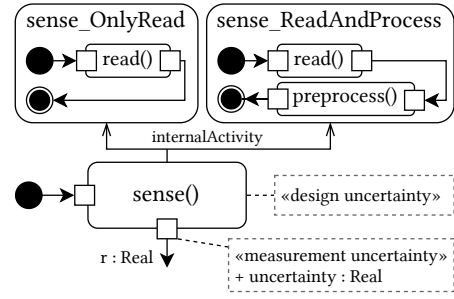 sense_OnlyRead
sense_ReadAndProcess
read()
read()
preprocess()
internalActivity
sense()
«design uncertainty»
r : Real
«measurement uncertainty»
+ uncertainty : Real